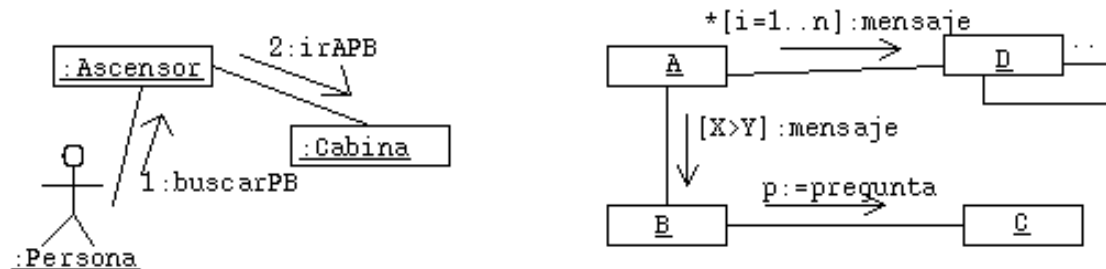 2:irAPB
:Ascensor
:Cabina
1:buscarPB
:Persona
*[i=1..n]:mensaje
A
D
..
[X>Y]:mensaje
p:=pregunta
B
C